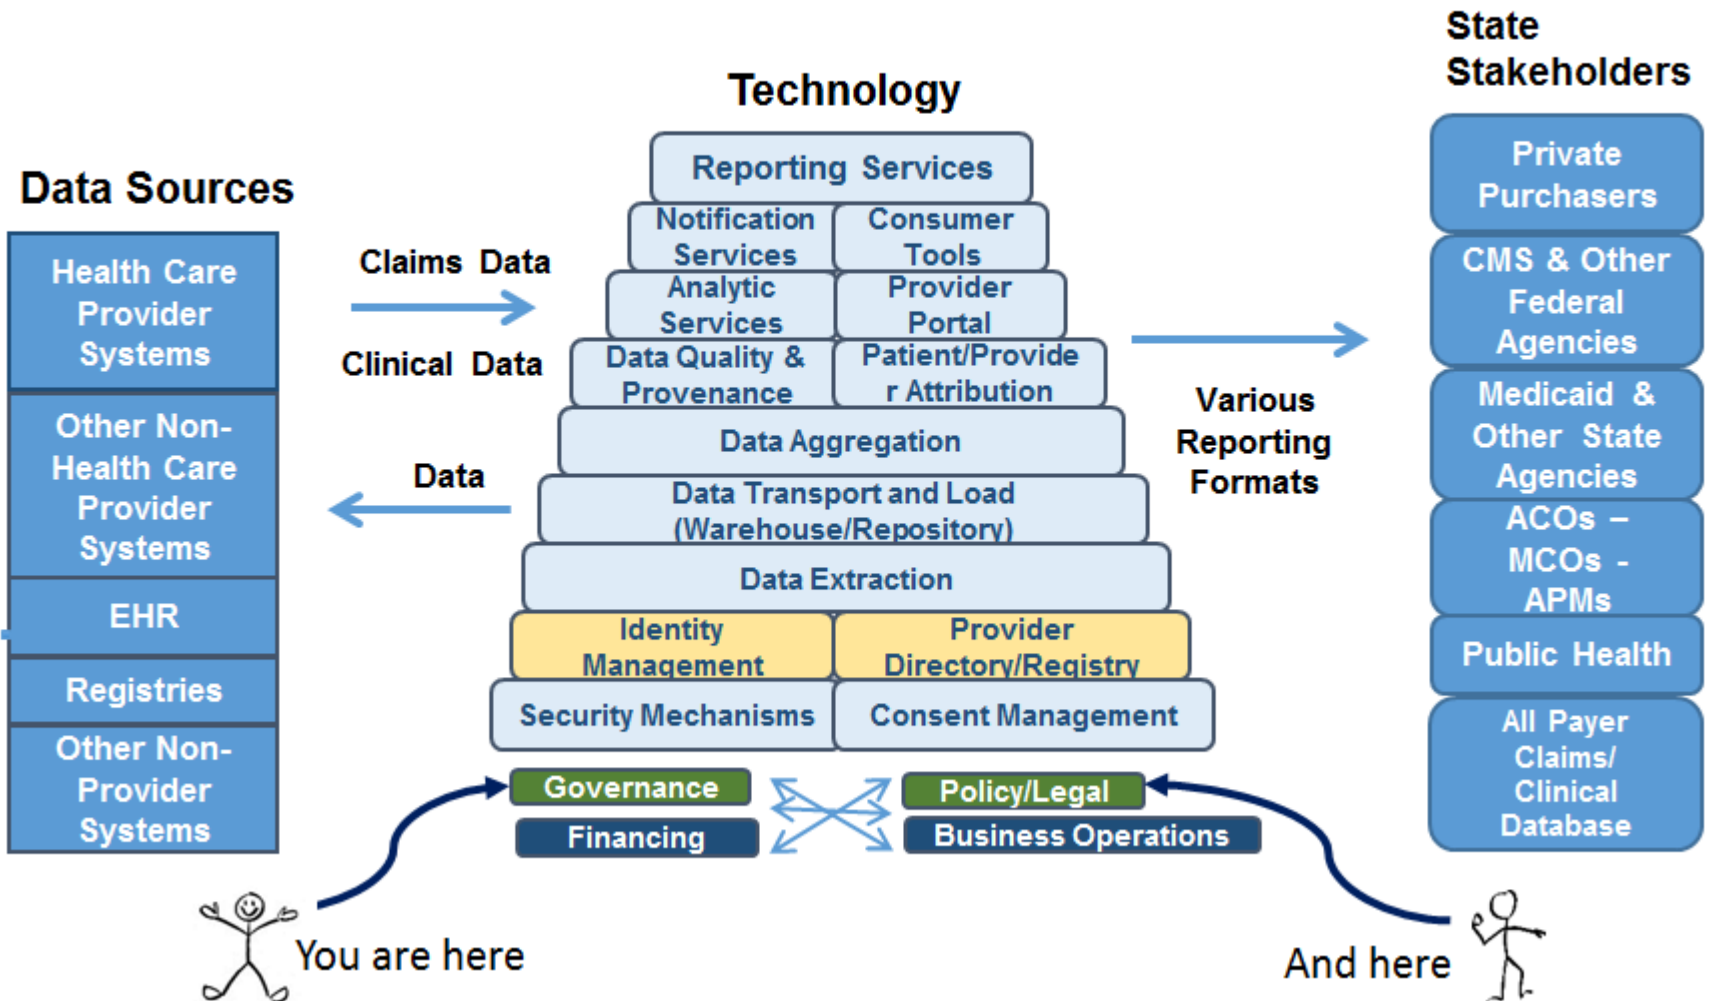 State
Stakeholders
Technology
Data Sources
Reporting Services
Notification
Services
Consumer
Tools
Analytic
Services
Provider
Portal
Data Quality &
Provenance
Patient/Provide
r Attribution
Data Aggregation
Data Transport and Load
(Warehouse/Repository)
Data Extraction
Identity
Management
Provider
Directory/Registry
Security Mechanisms
Consent Management
Governance
Policy/Legal
Financing
Business Operations
Health Care
Provider
Systems
Other Non-
Health Care
Provider
Systems
EHR
Registries
Other Non-
Provider
Systems
Claims Data
Clinical Data
Data
Various
Reporting
Formats
Private
Purchasers
CMS & Other
Federal
Agencies
Medicaid &
Other State
Agencies
ACOs –
MCOs -
APMs
Public Health
All Payer
Claims/
Clinical
Database
You are here
And here